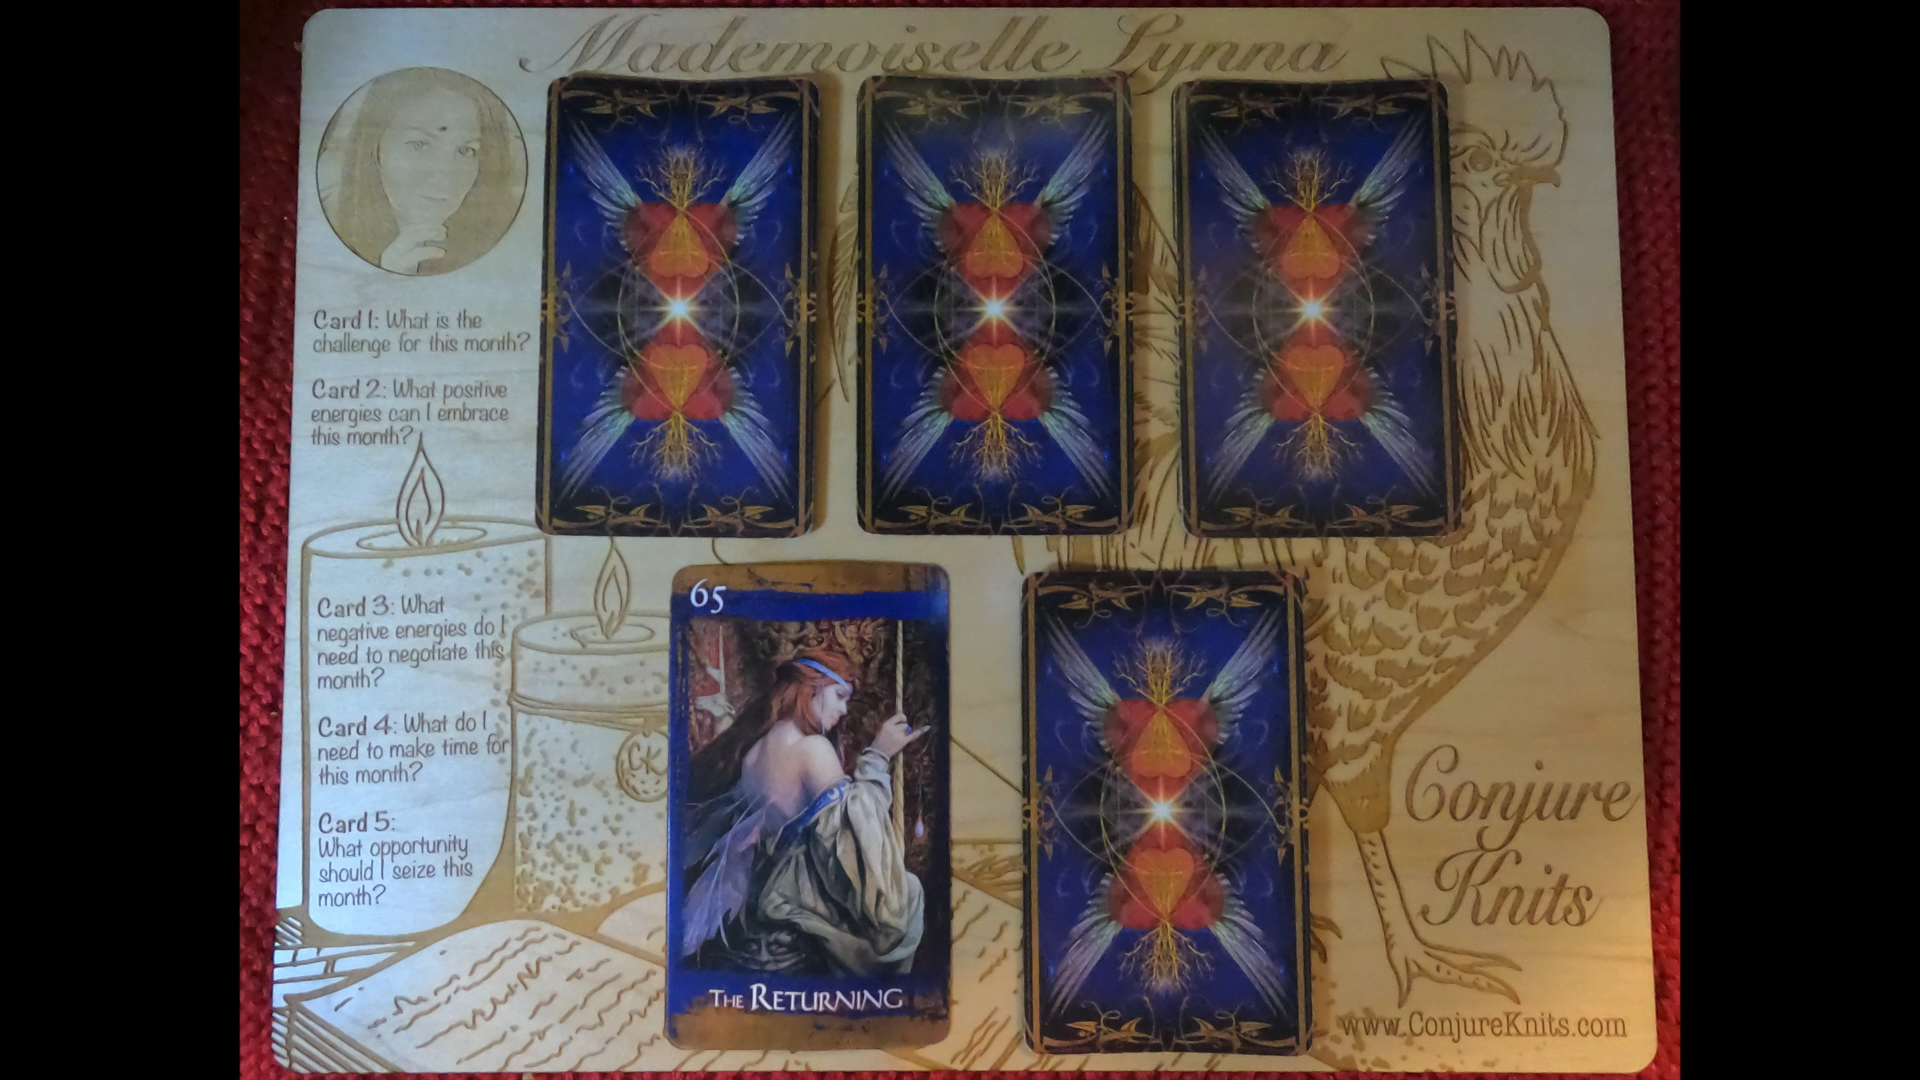 Mademoiselle Lynna
Card 1: What is the
challenge for this month?
Card 2: What positive
energies can I embrace
this month?
Card 3: What
negative energies do I
need to negotiate this
month?
Card 4: What do I
need to make time for
this month?
Card 5:
What opportunity
should I seize this
month?
CK
65
The Returning
Conjure
Knits
www.ConjureKnits.com